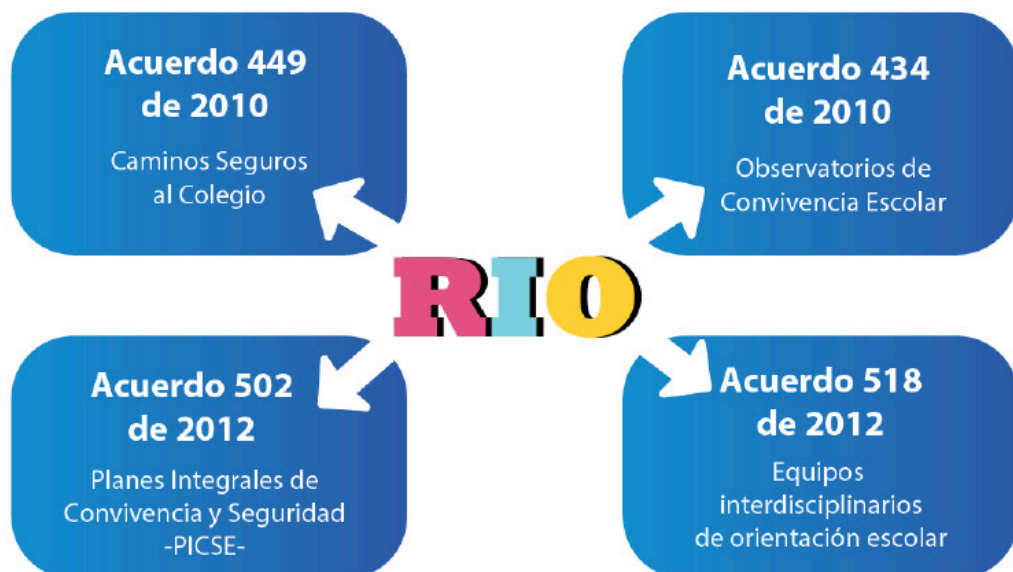 Acuerdo 449
de 2010
Caminos Seguros
al Colegio
Acuerdo 434
de 2010
Observatorios de
Convivencia Escolar
RIO
Acuerdo 502
de 2012
Planes Integrales de
Convivencia y Seguridad
-PICSE-
Acuerdo 518
de 2012
Equipos
interdisciplinarios
de orientación escolar